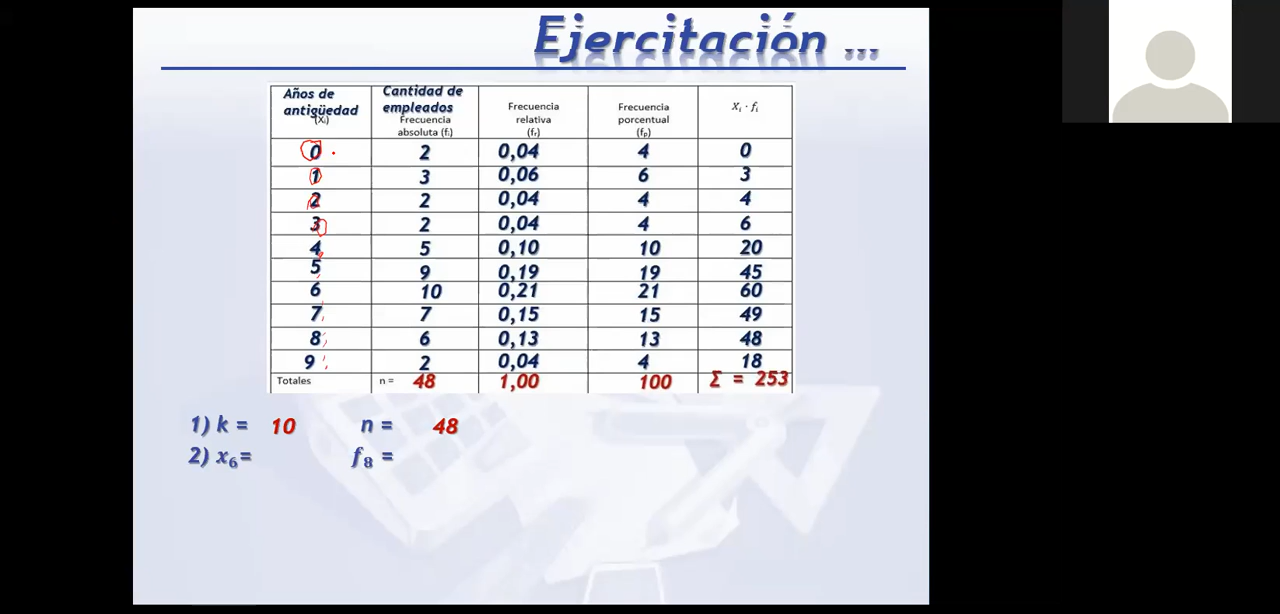 Ejercitación ...
Años de antigüedad (xᵢ) Cantidad de empleados Frecuencia absoluta (fᵢ) Frecuencia relativa (fᵣ) Frecuencia porcentual (fₚ) Xᵢ · fᵢ
0 2 0,04 4 0
1 3 0,06 6 3
2 2 0,04 4 4
3 2 0,04 4 6
4 5 0,10 10 20
5 9 0,19 19 45
6 10 0,21 21 60
7 7 0,15 15 49
8 6 0,13 13 48
9 2 0,04 4 18
Totales n = 48 1,00 100 Σ = 253
1) k = 10 n = 48
2) x₆= f₈ =